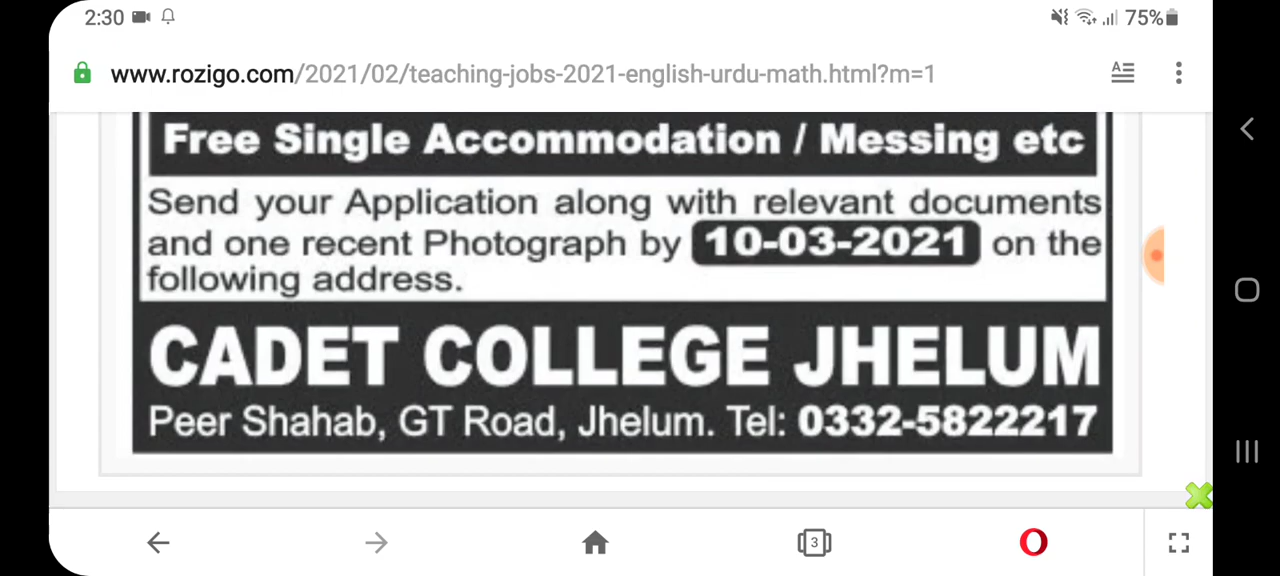 2:30 75%
www.rozigo.com/2021/02/teaching-jobs-2021-english-urdu-math.html?m=1
Free Single Accommodation / Messing etc
Send your Application along with relevant documents
and one recent Photograph by 10-03-2021 on the
following address.
CADET COLLEGE JHELUM
Peer Shahab, GT Road, Jhelum. Tel: 0332-5822217
3